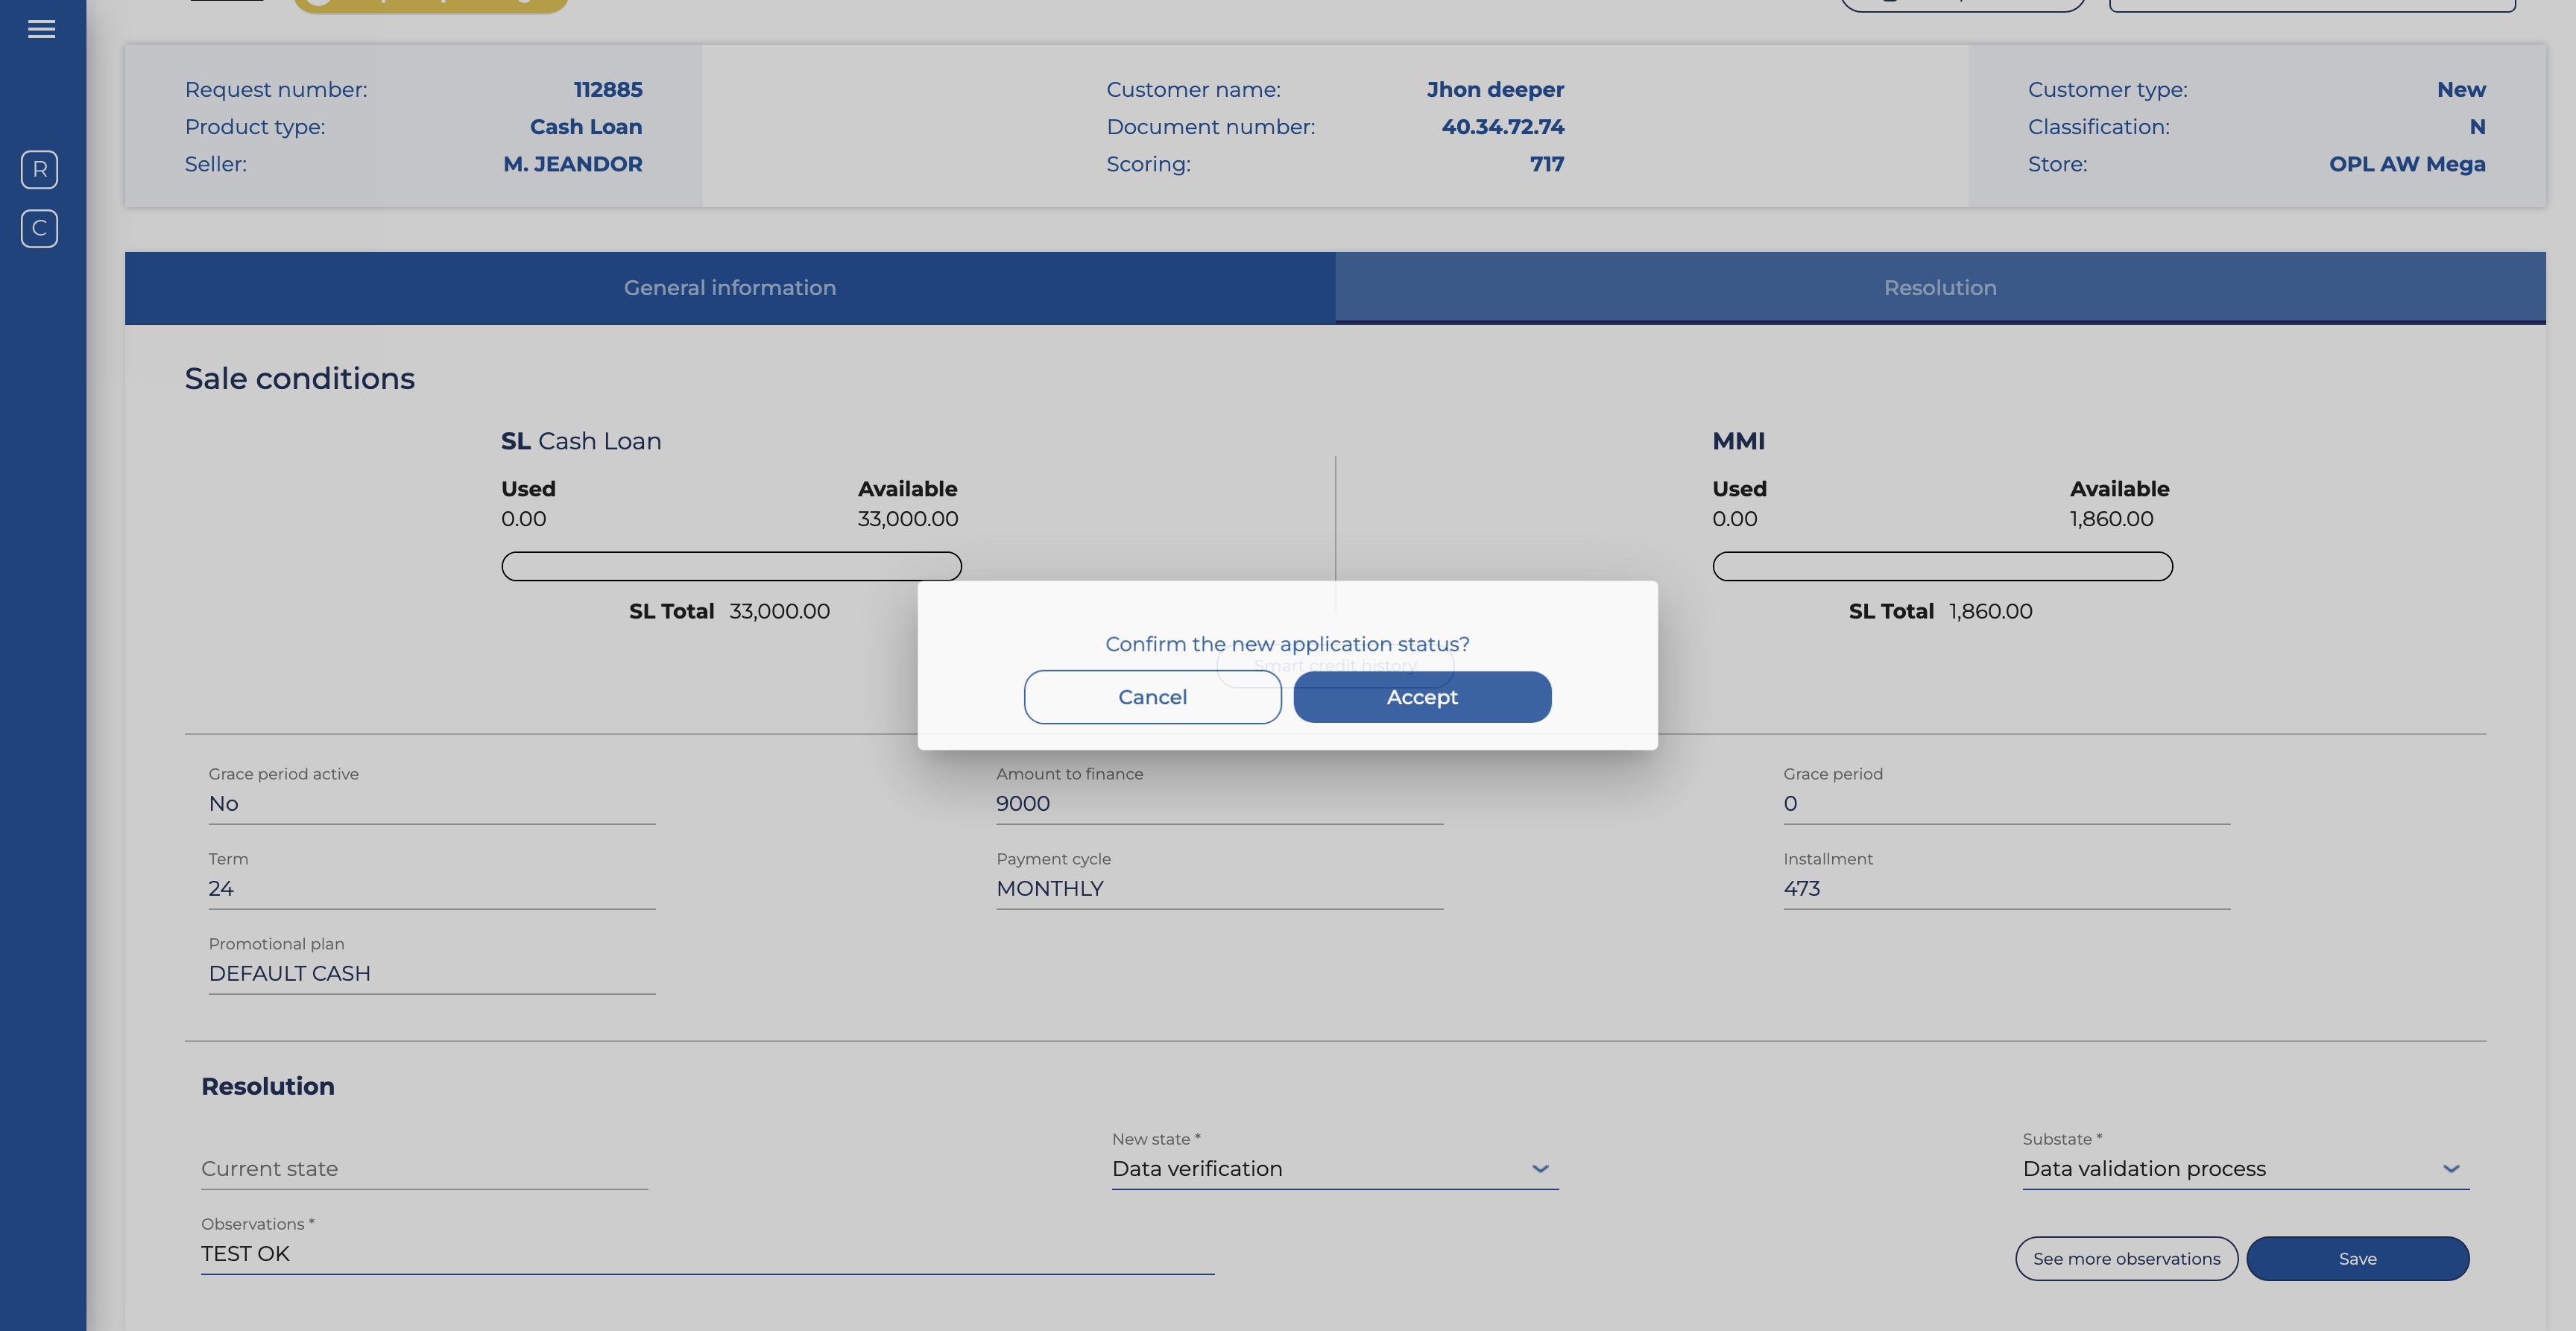 R
C
Request number: 112885
Product type: Cash Loan
Seller: M. JEANDOR
Customer name: Jhon deeper
Document number: 40.34.72.74
Scoring: 717
Customer type: New
Classification: N
Store: OPL AW Mega
General information
Resolution
Sale conditions
SL Cash Loan
Used Available
0.00 33,000.00
SL Total 33,000.00
MMI
Used Available
0.00 1,860.00
SL Total 1,860.00
Confirm the new application status?
Smart credit history
Cancel Accept
Grace period active
No
Amount to finance
9000
Grace period
0
Term
24
Payment cycle
MONTHLY
Installment
473
Promotional plan
DEFAULT CASH
Resolution
Current state
New state *
Data verification
Substate *
Data validation process
Observations *
TEST OK
See more observations
Save